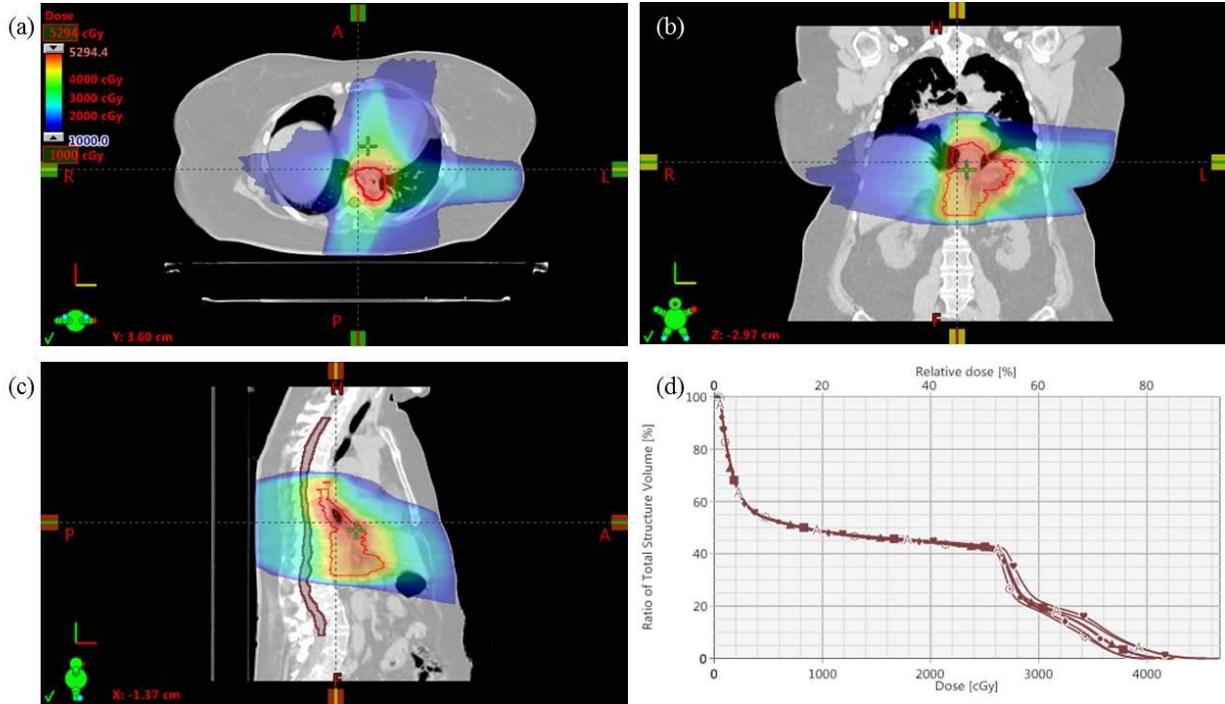 (a)
Dose
5294 cGy
5294.4
4000 cGy
3000 cGy
2000 cGy
1000.0
1000 cGy
A
R
L
P
Y: 3.60 cm
(b)
H
R
L
F
Z: -2.97 cm
(c)
H
P
A
F
X: -1.37 cm
(d)
Relative dose [%]
0 20 40 60 80
Ratio of Total Structure Volume [%]
100
80
60
40
20
0
0 1000 2000 3000 4000
Dose [cGy]
A A A A A A A